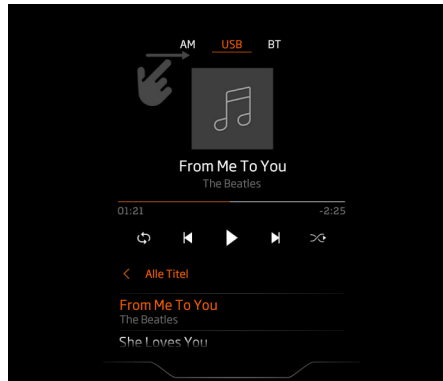 AM USB BT
From Me To You
The Beatles
01:21 -2:25
Alle Titel
From Me To You
The Beatles
She Loves You